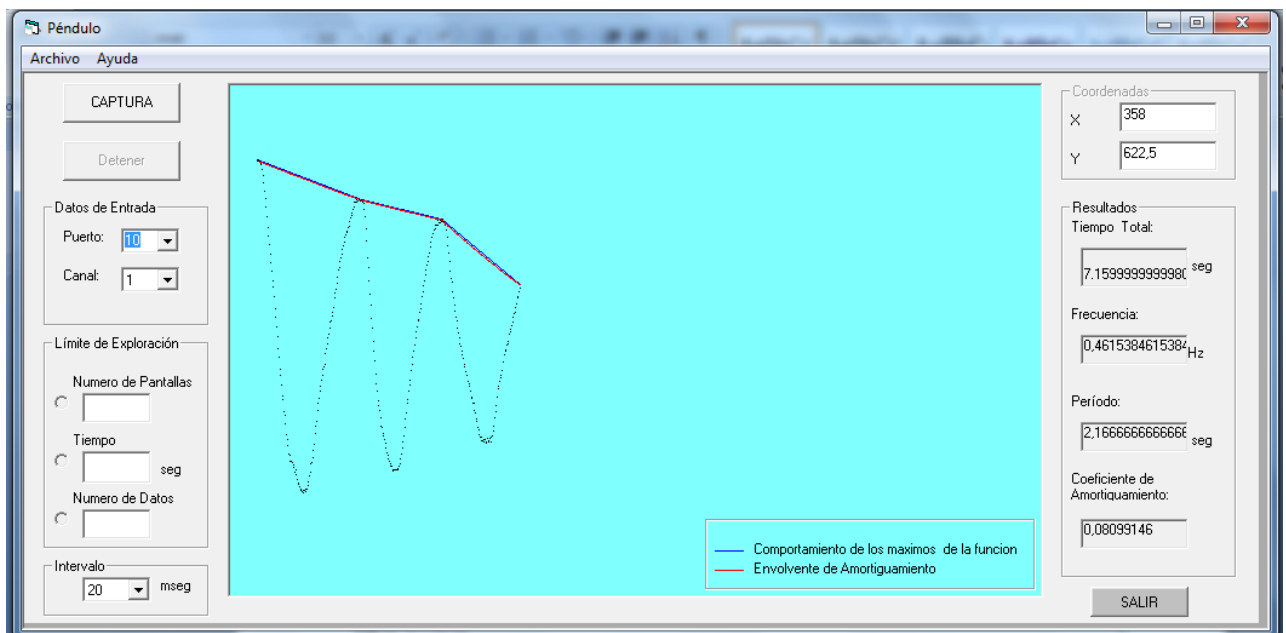 Péndulo
Archivo Ayuda
CAPTURA
Detener
Datos de Entrada
Puerto: 10
Canal: 1
Límite de Exploración
Numero de Pantallas
Tiempo
seg
Numero de Datos
Intervalo
20 mseg
Comportamiento de los maximos de la funcion
Envolvente de Amortiguamiento
Coordenadas
X 358
Y 622,5
Resultados
Tiempo Total:
7.1599999999980 seg
Frecuencia:
0,4615384615384 Hz
Período:
2,1666666666666 seg
Coeficiente de
Amortiguamiento:
0,08099146
SALIR